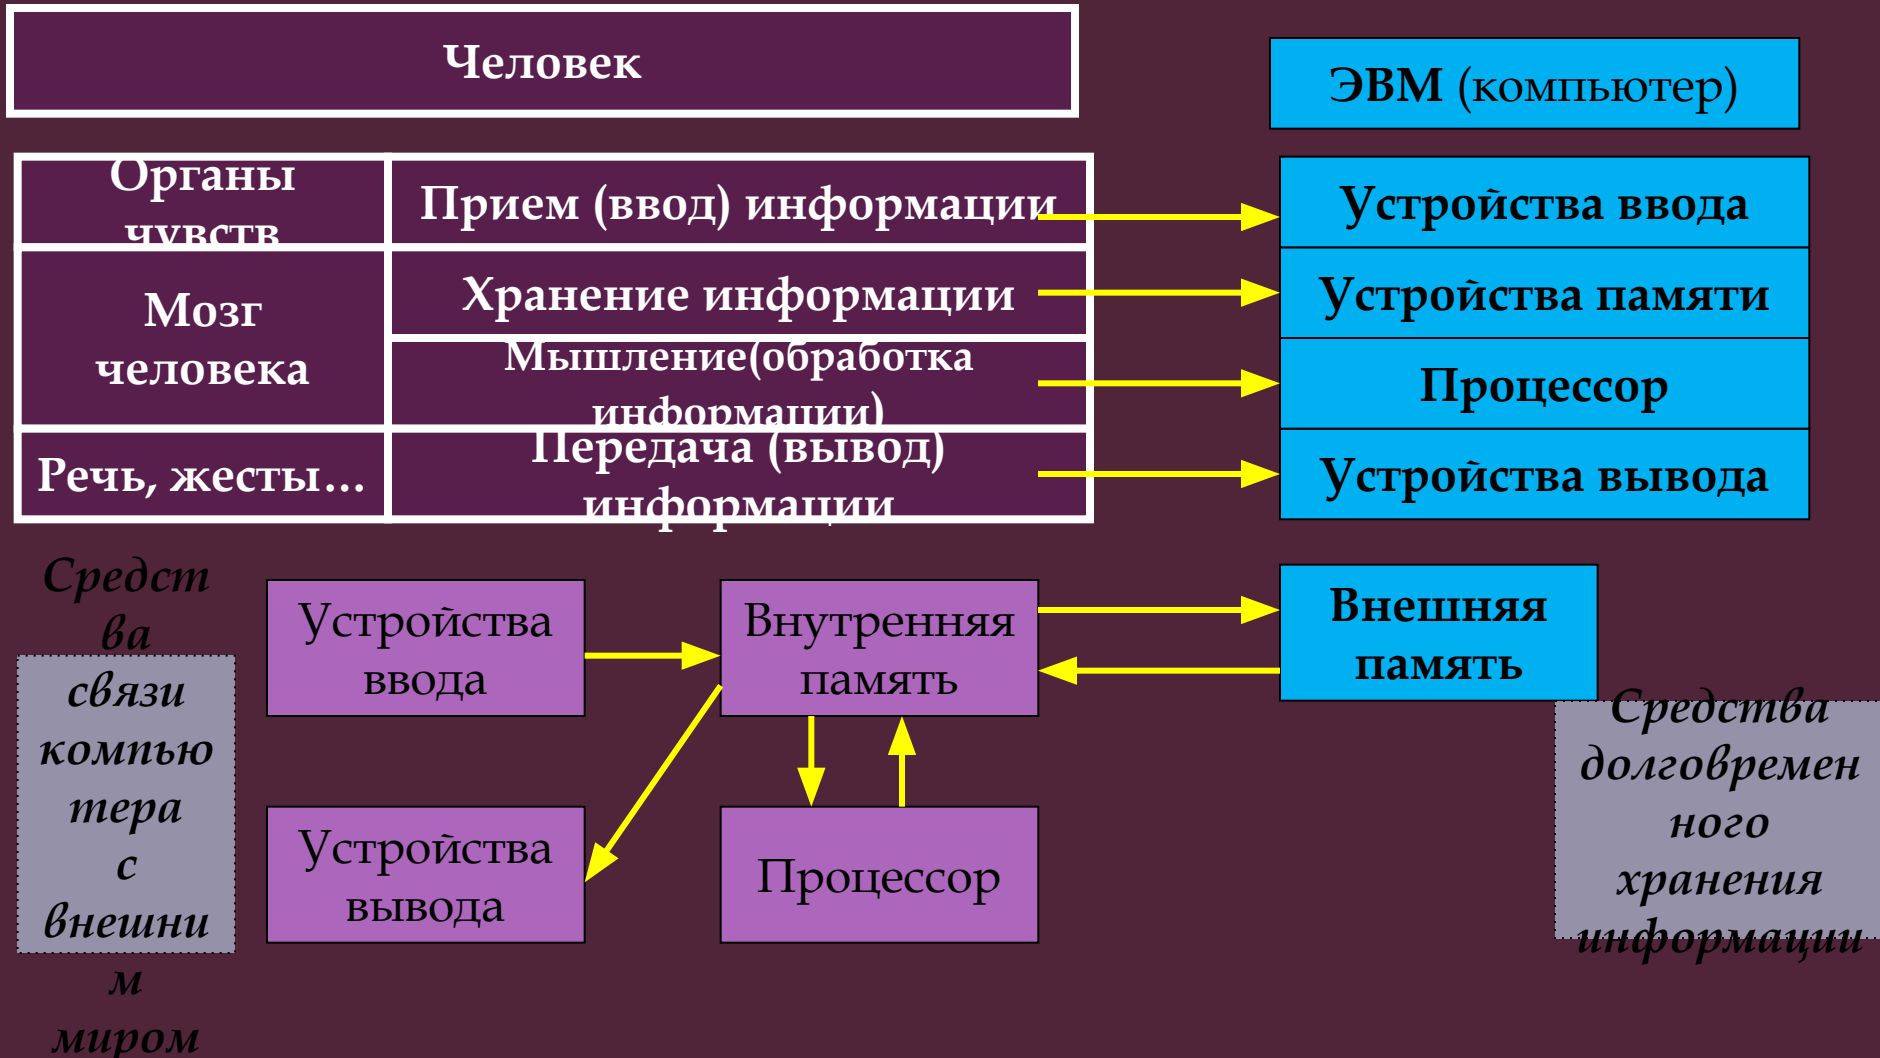 Человек
ЭВМ (компьютер)
Органы
чувств
Прием (ввод) информации
Устройства ввода
Мозг
человека
Хранение информации
Устройства памяти
Мышление(обработка
информации)
Процессор
Речь, жесты…
Передача (вывод)
информации
Устройства вывода
Средст
ва
связи
компью
тера
с
внешни
м
миром
Устройства
ввода
Внутренняя
память
Внешняя
память
Устройства
вывода
Процессор
Средства
долговремен
ного
хранения
информации